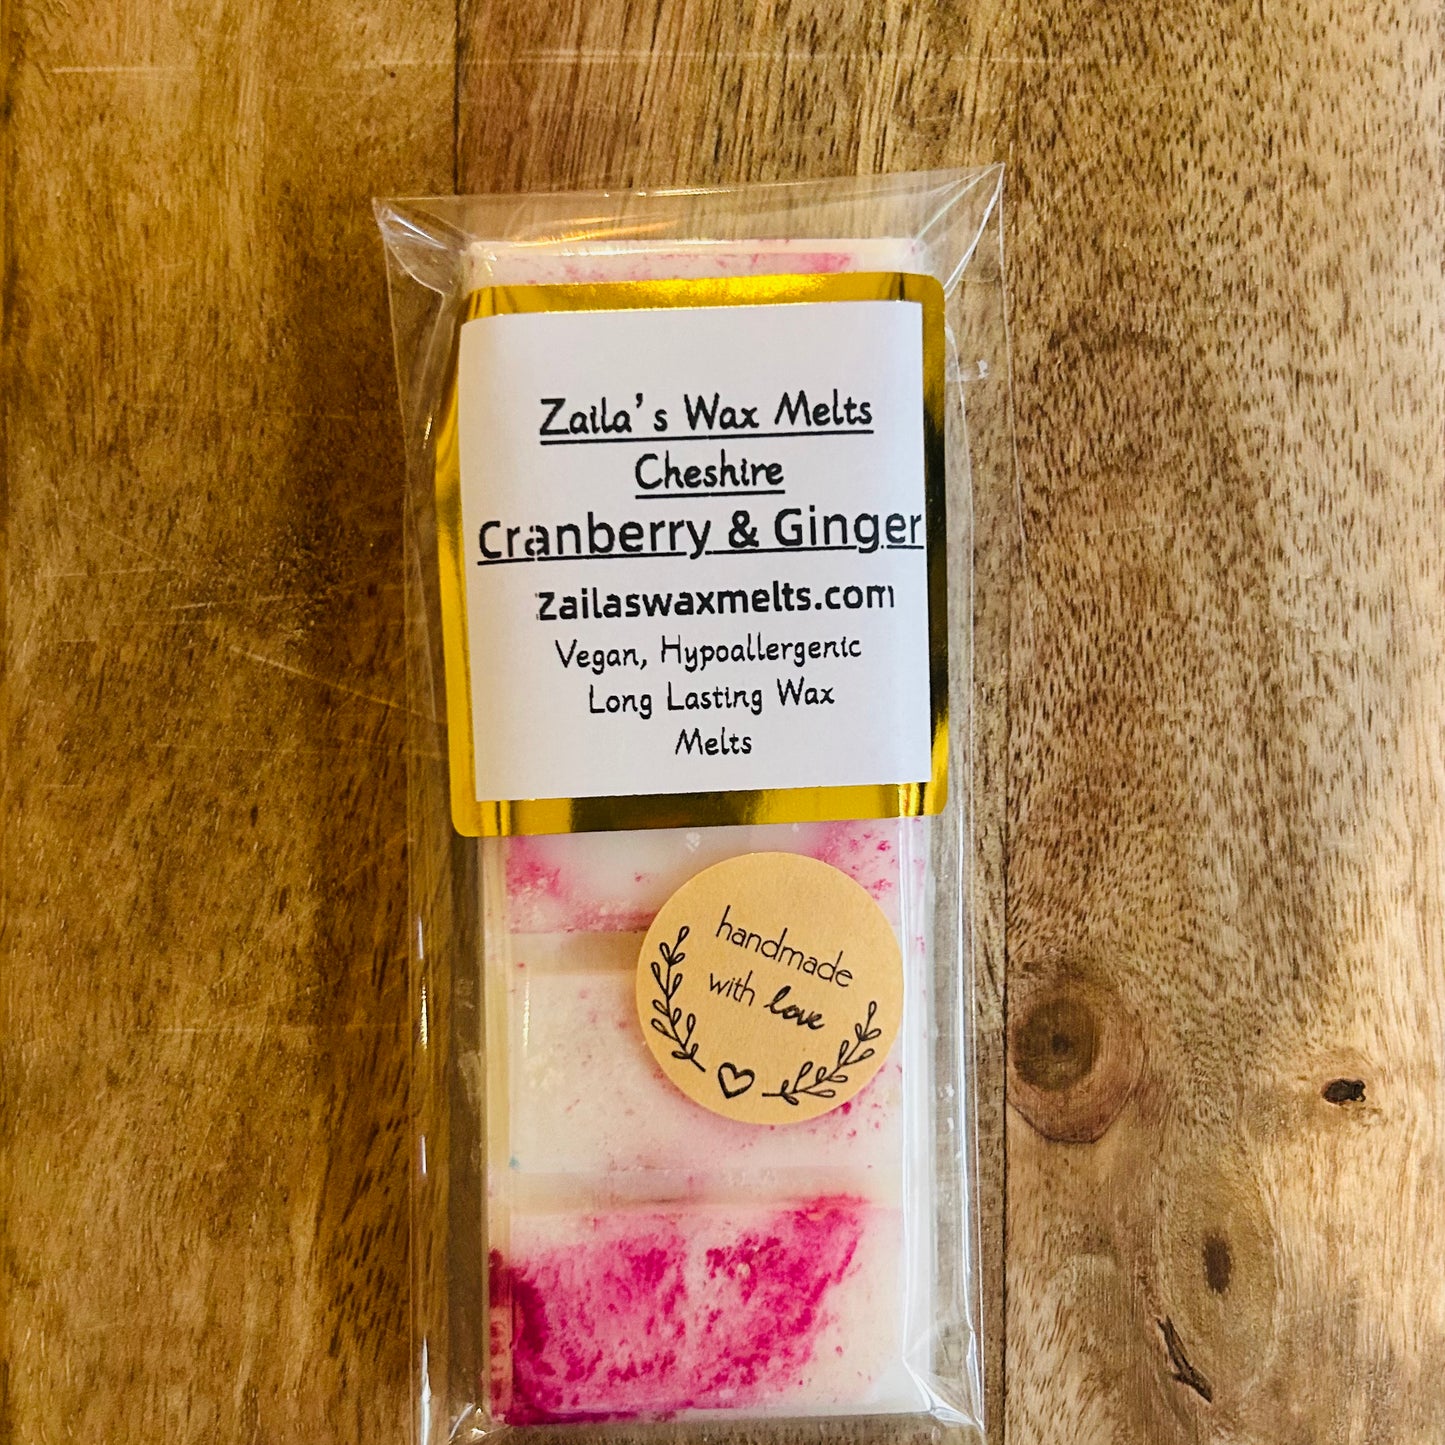 Zaila's Wax Melts
Cheshire
Cranberry & Ginger
zailaswaxmelts.com
Vegan, Hypoallergenic
Long Lasting Wax
Melts
handmade
with love